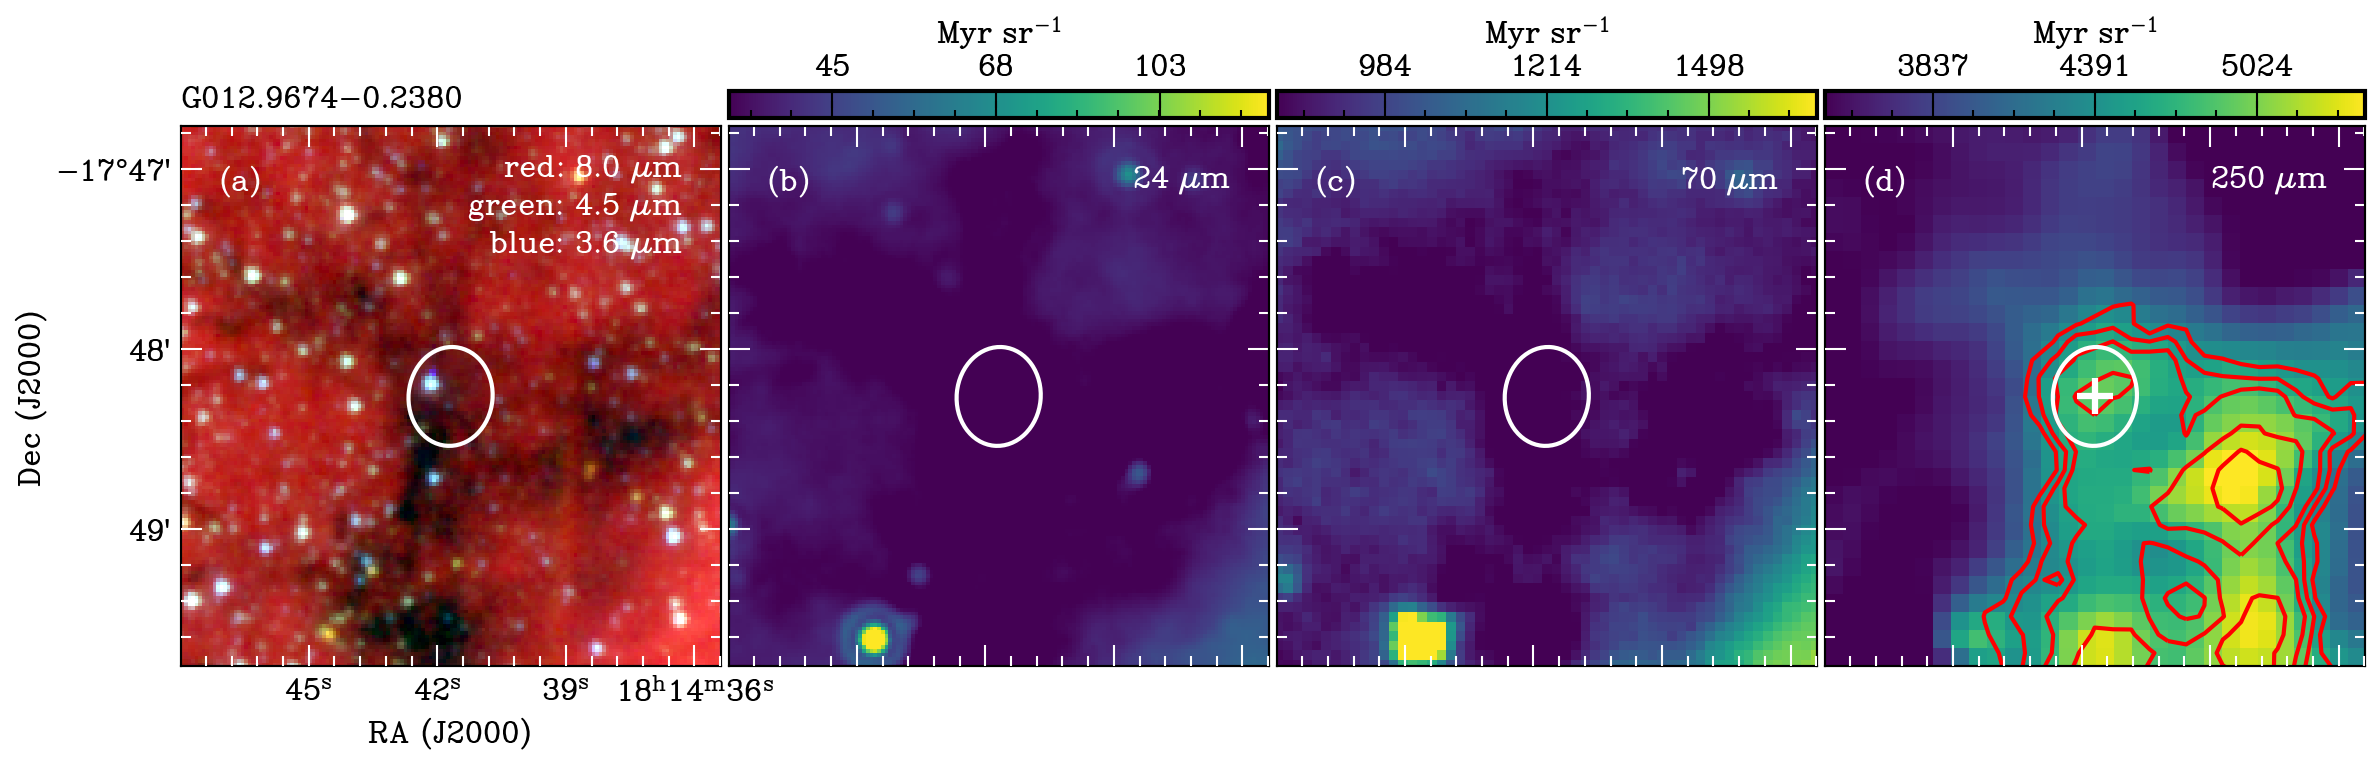 Myr sr⁻¹
Myr sr⁻¹
Myr sr⁻¹
45 68 103
984 1214 1498
3837 4391 5024
G012.9674−0.2380
(a)
red: 8.0 μm
green: 4.5 μm
blue: 3.6 μm
(b)
24 μm
(c)
70 μm
(d)
250 μm
−17°47'
48'
49'
Dec (J2000)
45ˢ 42ˢ 39ˢ 18ʰ14ᵐ36ˢ
RA (J2000)